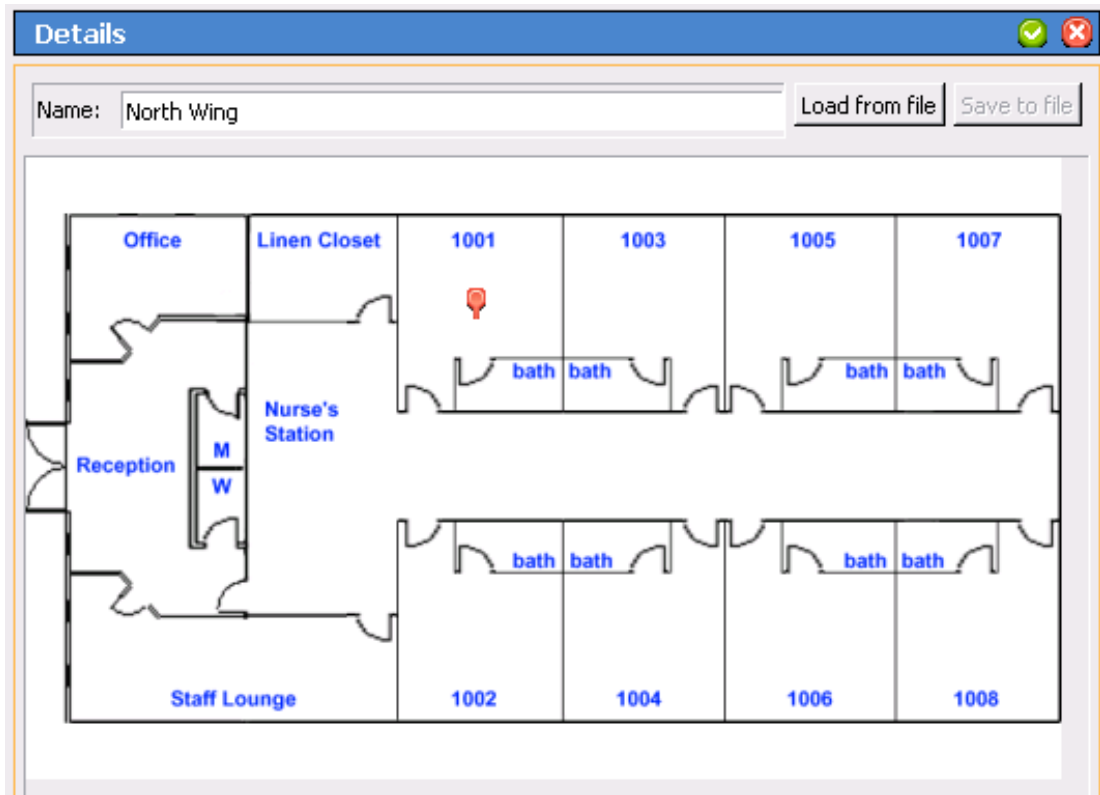 Details
Name: North Wing Load from file Save to file
Office Linen Closet 1001 1003 1005 1007
bath bath bath bath
Nurse's
Station
M
Reception
W
bath bath bath bath
Staff Lounge 1002 1004 1006 1008